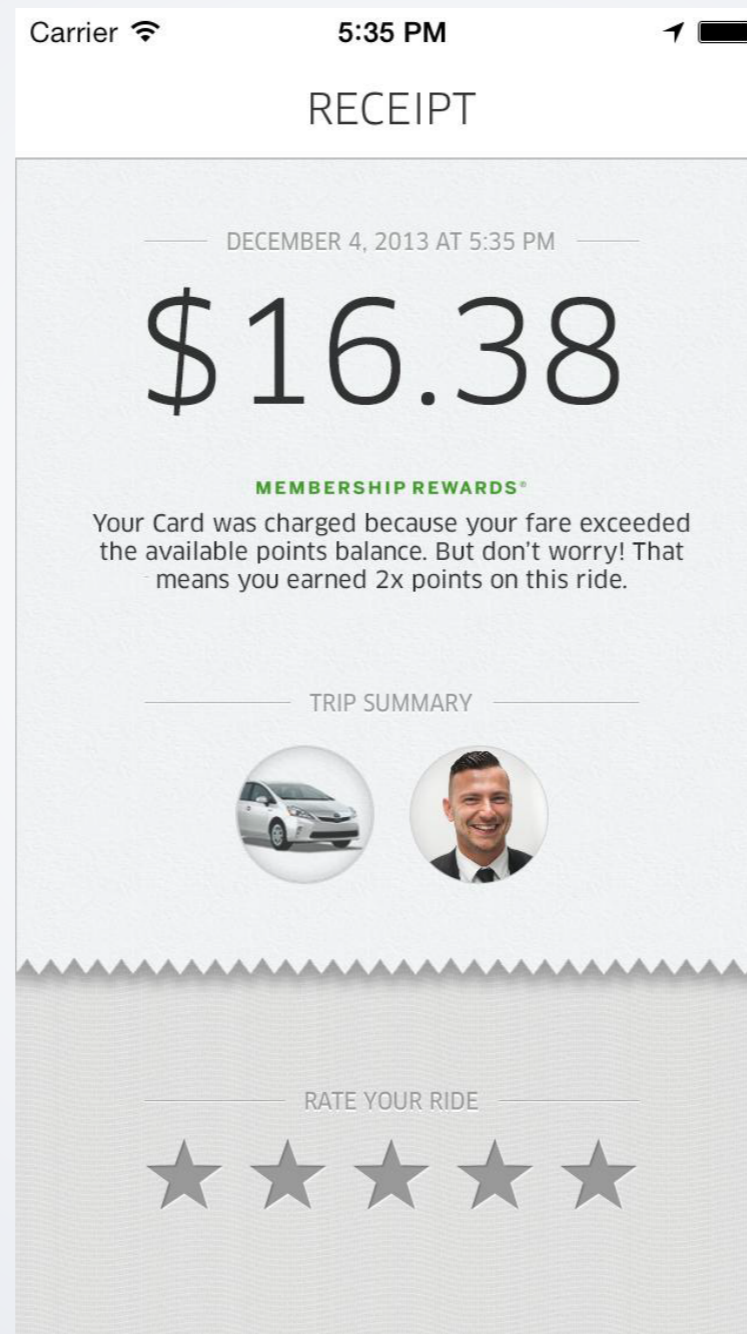 Carrier 5:35 PM
RECEIPT
DECEMBER 4, 2013 AT 5:35 PM
$16.38
MEMBERSHIP REWARDS®
Your Card was charged because your fare exceeded
the available points balance. But don't worry! That
means you earned 2x points on this ride.
TRIP SUMMARY
RATE YOUR RIDE